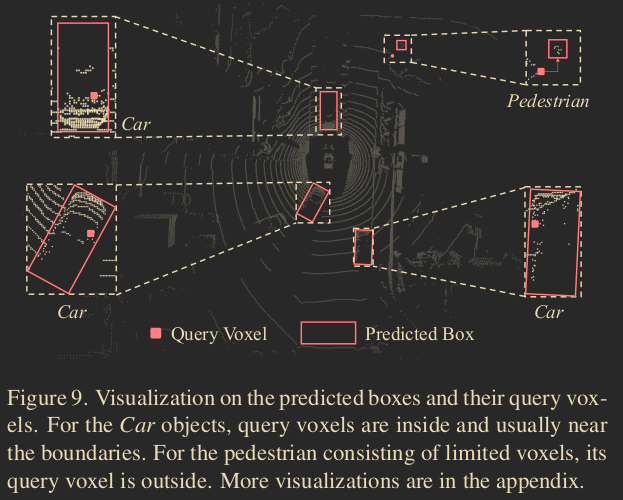 Pedestrian
Car
Car
Car
Query Voxel
Predicted Box
Figure 9. Visualization on the predicted boxes and their query vox-
els. For the Car objects, query voxels are inside and usually near
the boundaries. For the pedestrian consisting of limited voxels, its
query voxel is outside. More visualizations are in the appendix.